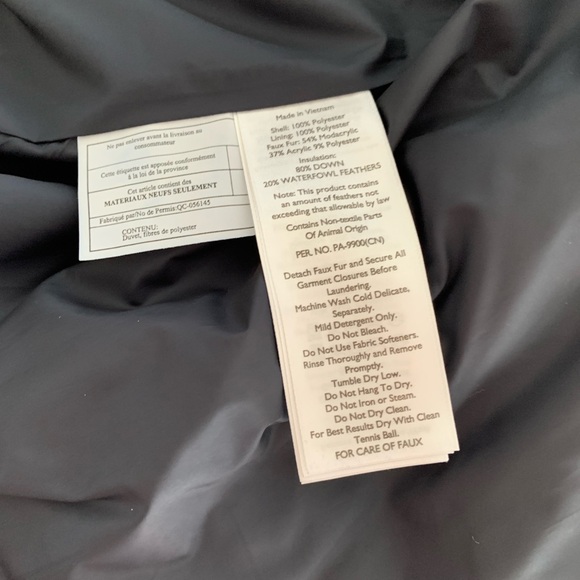 Ne pas enlever avant la livraison au
consommateur
Cette étiquette est apposée conformément
à la loi de la province
Cet article contient des
MATERIAUX NEUFS SEULEMENT
Fabriqué par/No de Permis:QC-056145
CONTENU:
Duvet, fibres de polyester
Made in Vietnam
Shell: 100% Polyester
Lining: 100% Polyester
Faux Fur: 54% Modacrylic
37% Acrylic 9% Polyester
Insulation:
80% DOWN
20% WATERFOWL FEATHERS
Note: This product contains
an amount of feathers not
exceeding that allowable by law
Contains Non-textile Parts
Of Animal Origin
PER. NO. PA-9900(CN)
Detach Faux Fur and Secure All
Garment Closures Before
Laundering.
Machine Wash Cold Delicate,
Separately.
Mild Detergent Only.
Do Not Bleach.
Do Not Use Fabric Softeners.
Rinse Thoroughly and Remove
Promptly.
Tumble Dry Low.
Do Not Hang To Dry.
Do Not Iron or Steam.
Do Not Dry Clean.
For Best Results Dry With Clean
Tennis Ball.
FOR CARE OF FAUX